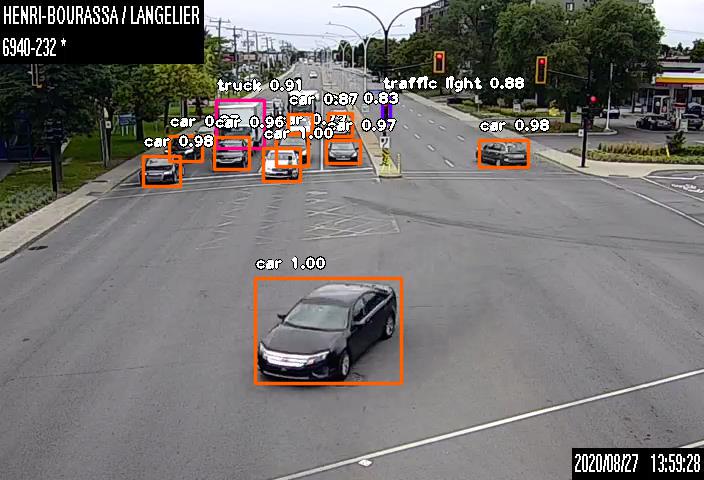 HENRI-BOURASSA / LANGELIER
6940-232 *
truck 0.91
traffic light 0.88
car 0.87
0.83
car 0.96
car 0.98
1.00
0.97
car 0.98
car 1.00
2020/08/27 13:59:28